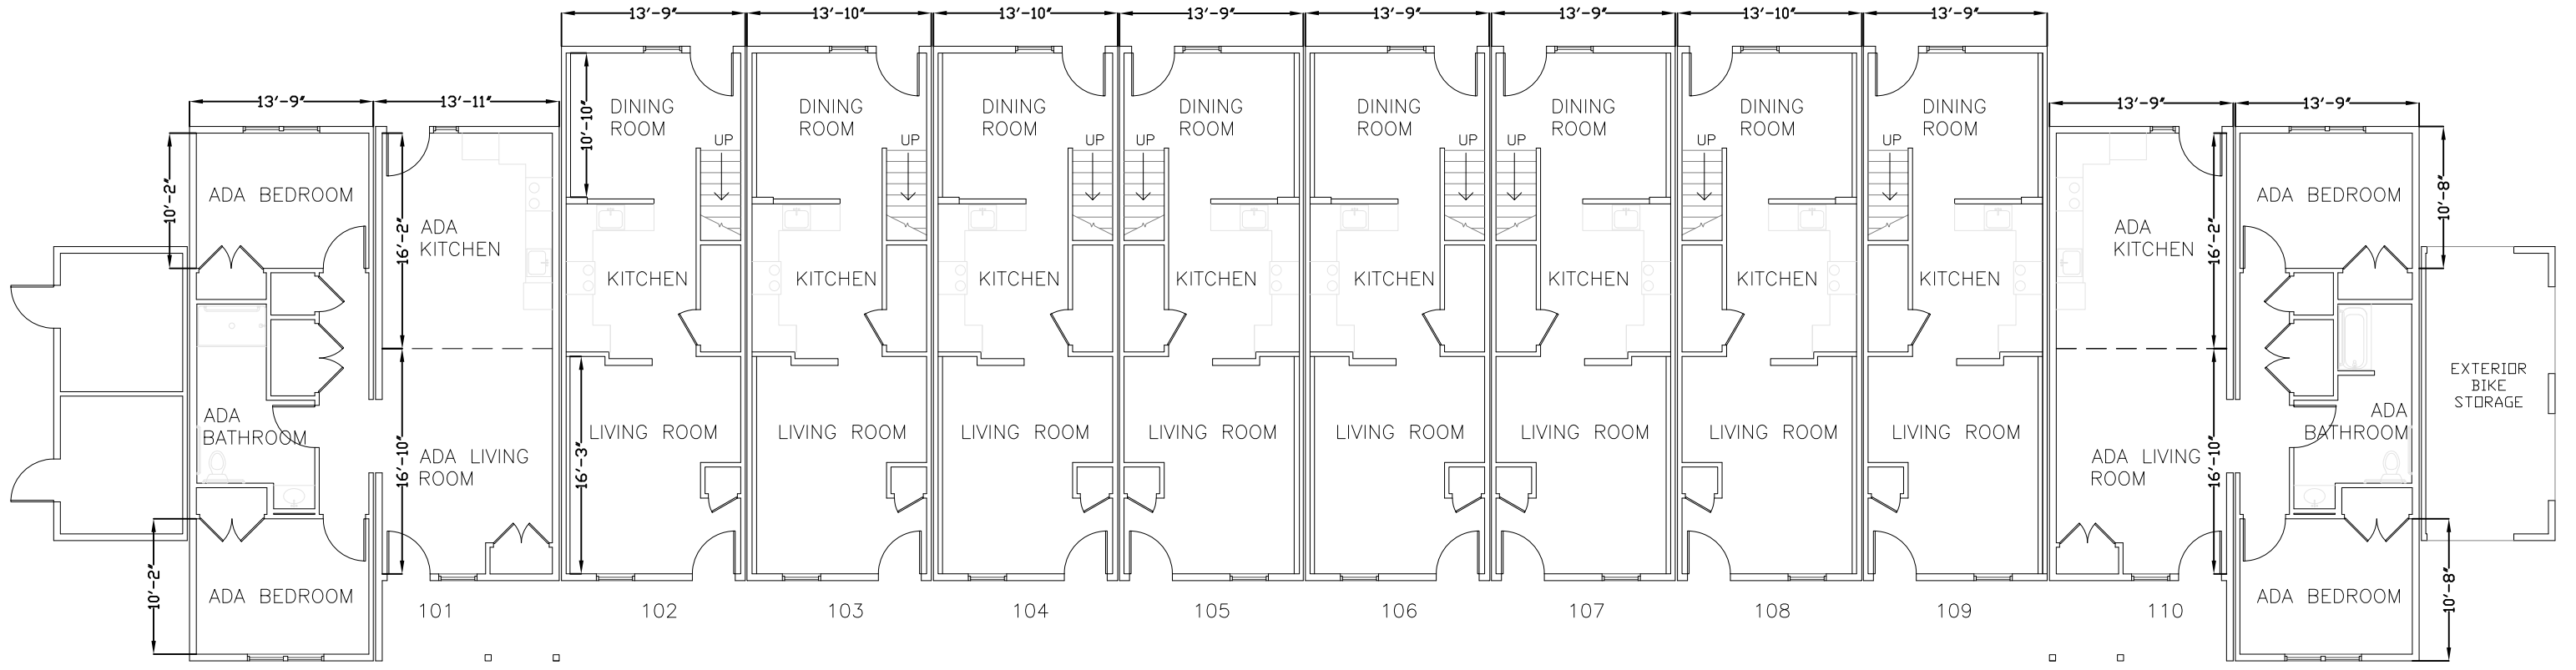 13'-9" 13'-10" 13'-10" 13'-9" 13'-9" 13'-9" 13'-10" 13'-9"
13'-9" 13'-11" 13'-9" 13'-9"
DINING
ROOM
DINING
ROOM
DINING
ROOM
DINING
ROOM
DINING
ROOM
DINING
ROOM
DINING
ROOM
DINING
ROOM
10'-10"
UP UP UP UP UP UP UP UP
10'-2"
ADA BEDROOM
ADA
KITCHEN
16'-2"
ADA
KITCHEN
16'-2"
ADA BEDROOM
10'-8"
KITCHEN KITCHEN KITCHEN KITCHEN KITCHEN KITCHEN KITCHEN KITCHEN
EXTERIOR
BIKE
STORAGE
ADA
BATHROOM
16'-10"
ADA LIVING
ROOM
16'-3"
LIVING ROOM LIVING ROOM LIVING ROOM LIVING ROOM LIVING ROOM LIVING ROOM LIVING ROOM LIVING ROOM
ADA LIVING
ROOM
16'-10"
ADA
BATHROOM
10'-2"
ADA BEDROOM
ADA BEDROOM
10'-8"
101 102 103 104 105 106 107 108 109 110